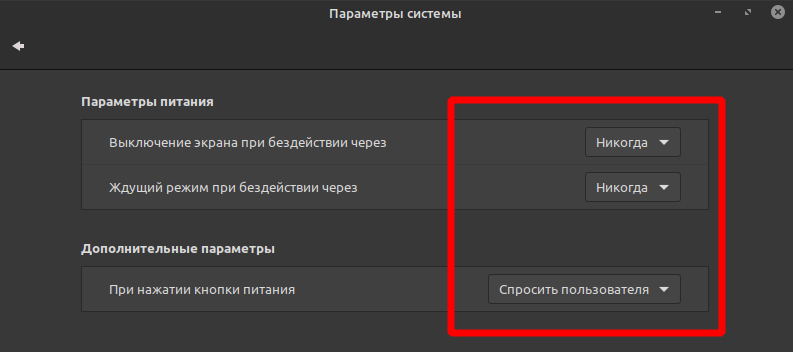 Параметры системы
Параметры питания
Выключение экрана при бездействии через
Никогда
Ждущий режим при бездействии через
Никогда
Дополнительные параметры
При нажатии кнопки питания
Спросить пользователя